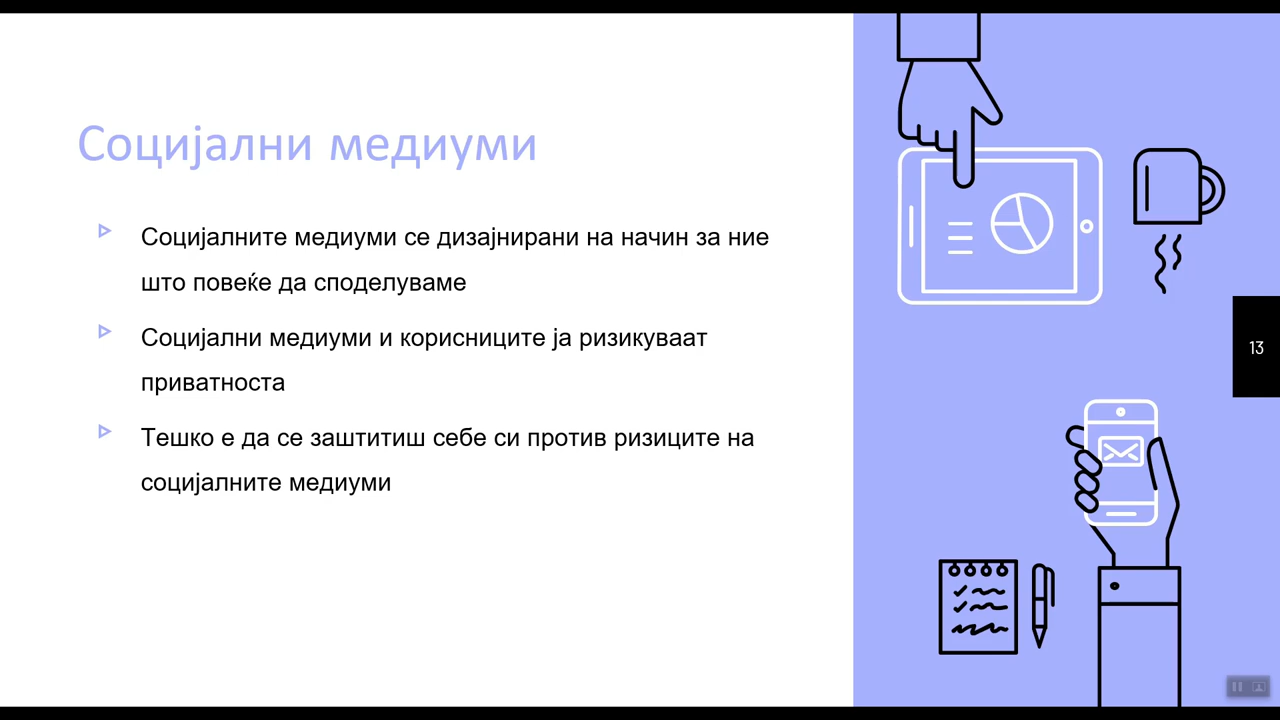 Социјални медиуми
Социјалните медиуми се дизајнирани на начин за ние
што повеќе да споделуваме
Социјални медиуми и корисниците ја ризикуваат
приватноста
Тешко е да се заштитиш себе си против ризиците на
социјалните медиуми
13